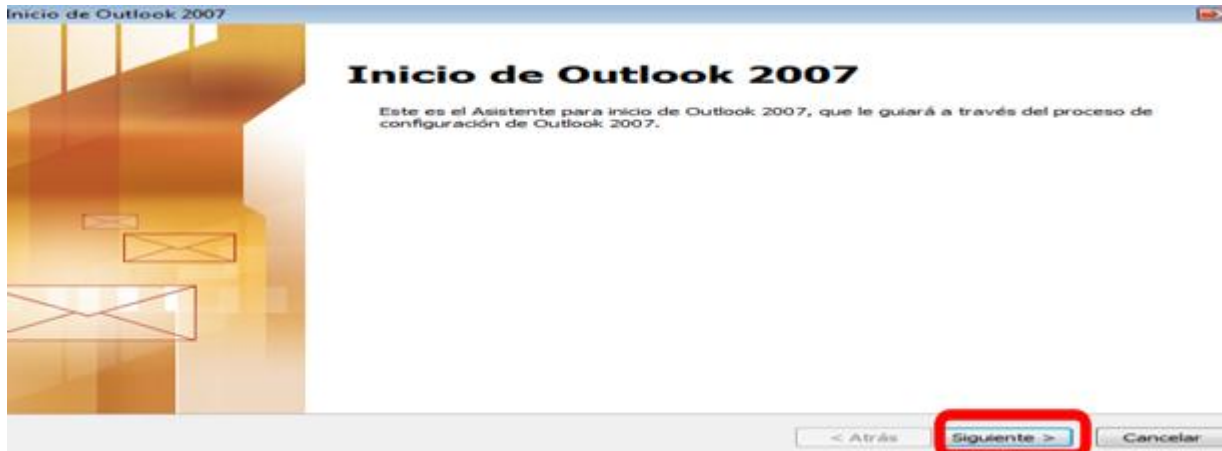 Inicio de Outlook 2007
Inicio de Outlook 2007
Este es el Asistente para inicio de Outlook 2007, que le guiará a través del proceso de
configuración de Outlook 2007.
< Atrás Siguiente > Cancelar